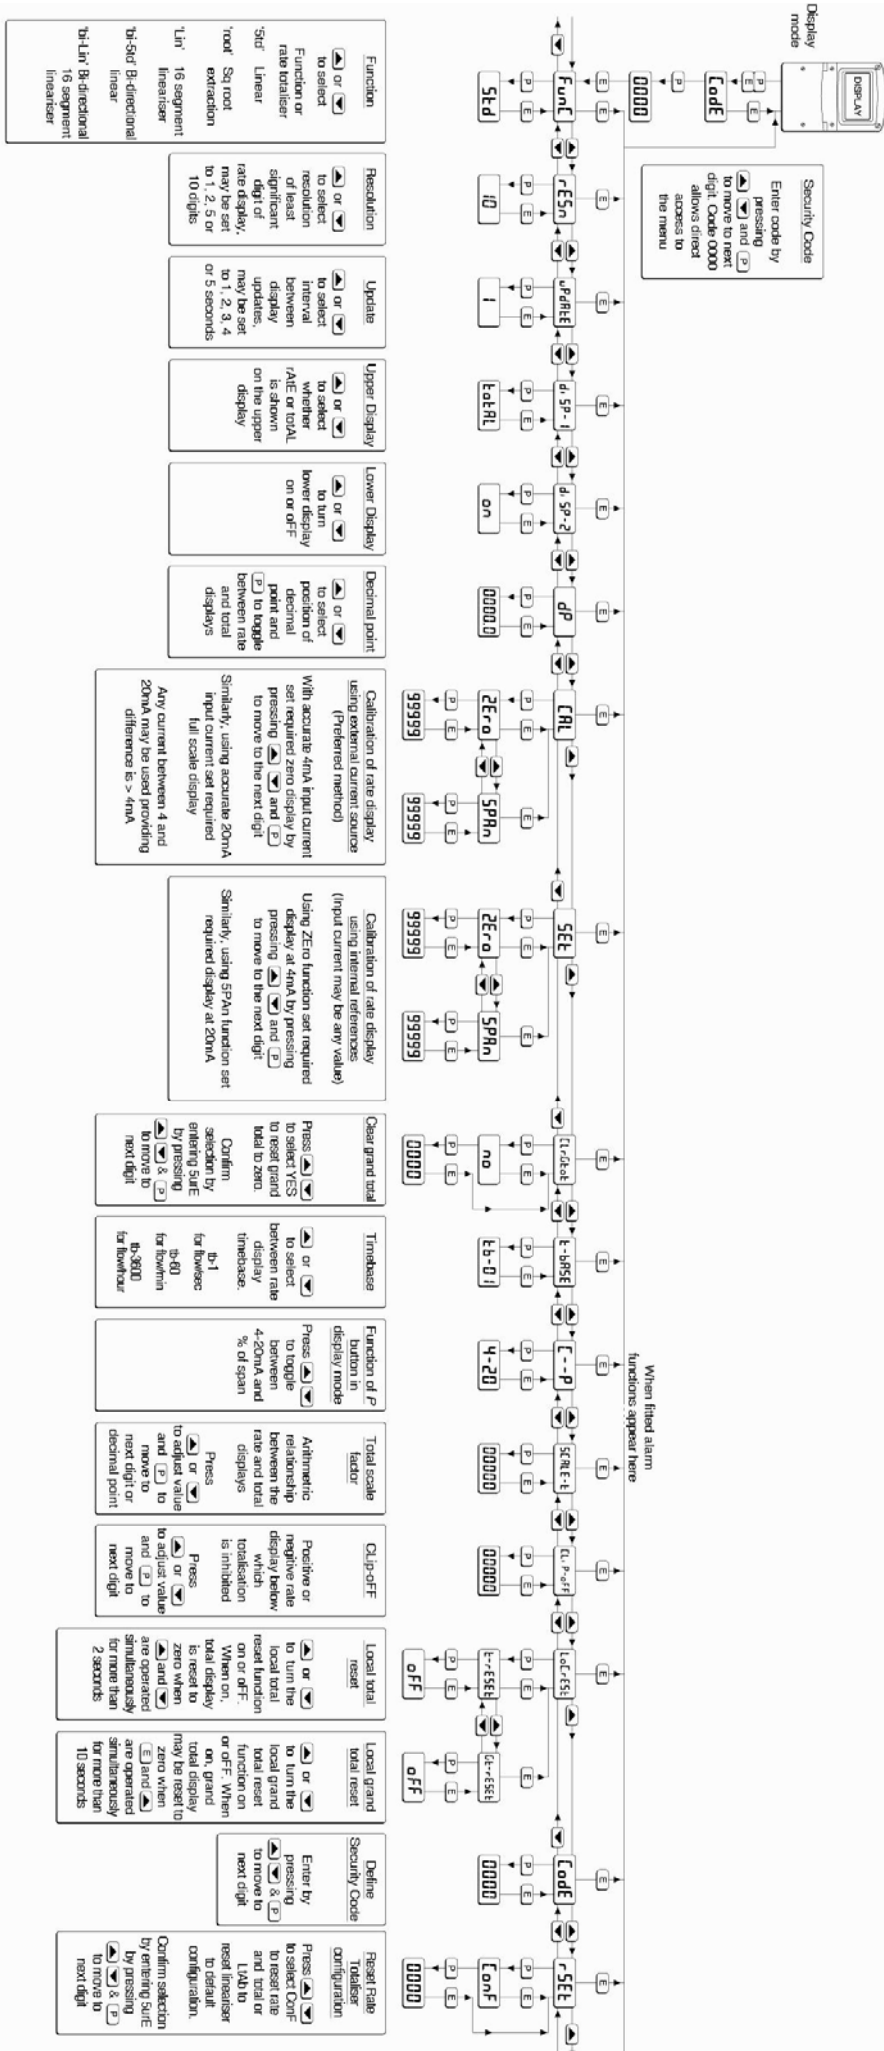 Display
mode
DISPLAY
P
E
E
CodE
P
0000
E
Security Code
Enter code by
pressing
▲ ▼ and P
to move to next
digit. Code 0000
allows direct
access to
the menu
When fitted alarm
functions appear here
E
FunC
P E
Std
E
rESn
P E
10
E
uPdAtE
P E
1
E
diSP-1
P E
totAL
E
diSP-2
P E
on
E
dP
P E
0000.0
E
CAL
P E
ZEro
P E
99999
E
SPAn
P E
99999
E
SEt
P E
ZEro
P E
99999
E
SPAn
P E
99999
E
CLrGtot
P E
no
P E
0000
E
t-bASE
P E
tb-01
E
C--P
P E
4-20
E
SCALE-t
P E
00000
E
CLiP-oFF
P E
00000
E
LoCrESt
P E
t-rESEt
P E
oFF
E
Gt-rESEt
P E
oFF
E
CodE
P E
0000
E
rSEt
P E
ConF
P E
0000
Function
▲ or ▼
to select
Function or
rate totaliser
'Std' Linear
'root' Sq root
extraction
'Lin' 16 segment
lineariser
'bi-Std' Bi-directional
linear
'bi-Lin' Bi-directional
16 segment
lineariser
Resolution
▲ or ▼
to select
resolution
of least
significant
digit of
rate display,
may be set
to 1, 2, 5 or
10 digits
Update
▲ or ▼
to select
interval
between
display
updates,
may be set
to 1, 2, 3, 4
or 5 seconds
Upper Display
▲ or ▼
to select
whether
rAtE or totAL
is shown
on the upper
display
Lower Display
▲ or ▼
to turn
lower display
on or oFF
Decimal point
▲ or ▼
to select
position of
decimal
point and
P to toggle
between rate
and total
displays
Calibration of rate display
using external current source
(Preferred method)
With accurate 4mA input current
set required zero display by
pressing ▲ ▼ and P
to move to the next digit
Similarly, using accurate 20mA
input current set required
full scale display
Any current between 4 and
20mA may be used providing
difference is > 4mA
Calibration of rate display
using internal references
(Input current may be any value)
Using ZEro function set required
display at 4mA by pressing
pressing ▲ ▼ and P
to move to the next digit
Similarly, using SPAn function set
required display at 20mA
Clear grand total
Press ▲ ▼
to select YES
to reset grand
total to zero.
Confirm
selection by
entering 5urE
by pressing
▲ ▼ & P
to move to
next digit
Timebase
▲ or ▼
to select
between rate
display
timebase.
tb-1
for flow/sec
tb-60
for flow/min
tb-3600
for flow/hour
Function of P
button in
display mode
Press ▲ ▼
to toggle
between
4-20mA and
% of span
Total scale
factor
Arithmetric
relationship
between the
rate and total
displays
Press
▲ or ▼
to adjust value
and P to
move to
next digit or
decimal point
CLip-oFF
Positive or
negitive rate
display below
which
totalisation
is inhibited
Press
▲ or ▼
to adjust value
and P to
move to
next digit
Local total
reset
▲ or ▼
to turn the
local total
reset function
on or oFF.
When on,
total display
is reset to
zero when
▲ and ▼
are operated
simultaneously
for more than
2 seconds
Local grand
total reset
▲ or ▼
to turn the
local grand
total reset
function on
or oFF. When
on, grand
total display
may be reset to
zero when
E and ▲
are operated
simultaneously
for more than
10 seconds
Define
Security Code
Enter by
pressing
▲ ▼ & P
to move to
next digit
Reset Rate
Totaliser
configuration
Press ▲ ▼
to select ConF
to reset rate
and total or
LtAb to
reset lineariser
to default
configuration.
Confirm selection
by entering 5urE
by pressing
▲ ▼ & P
to move to
next digit